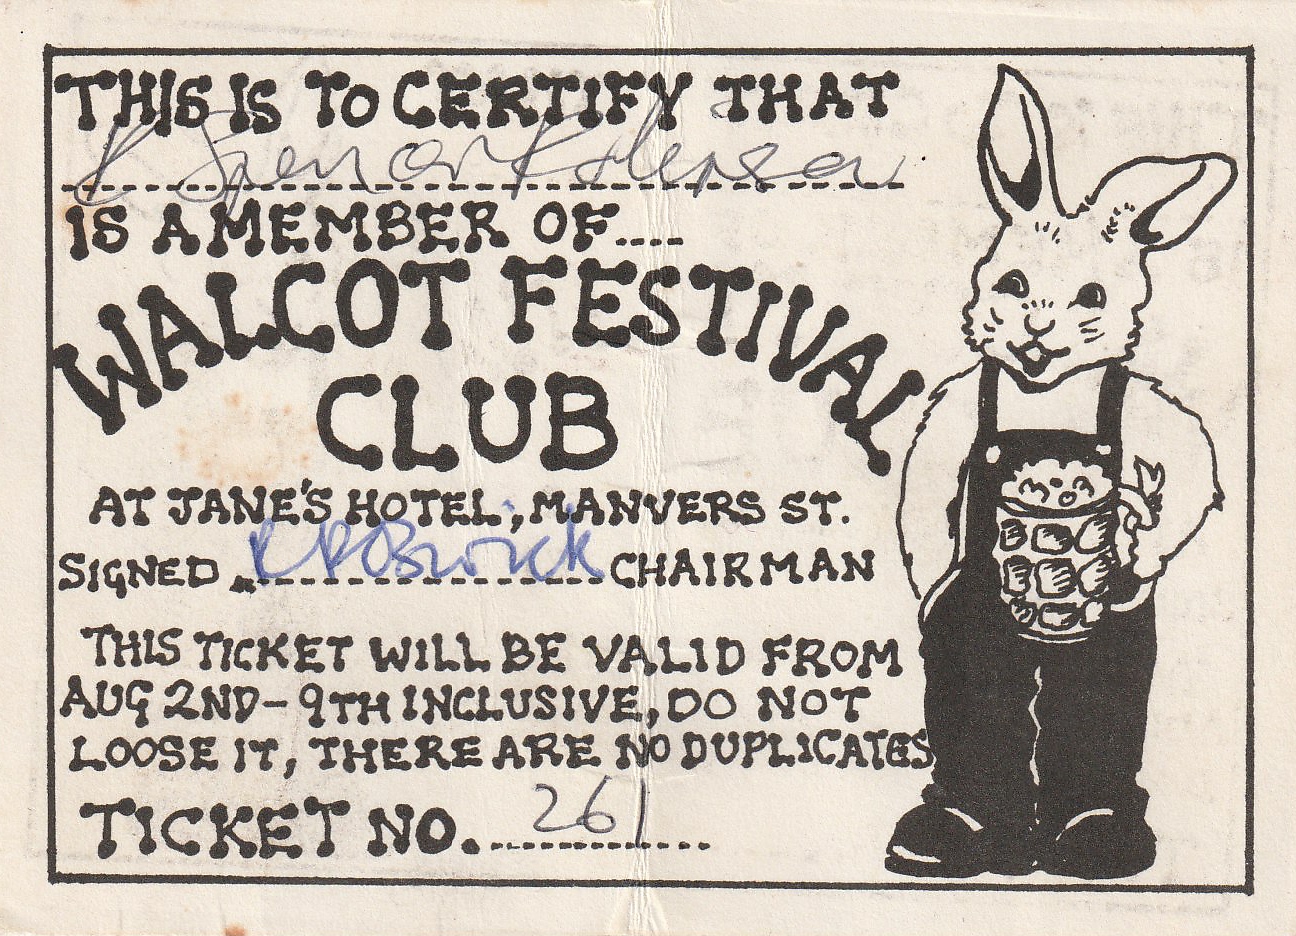 THIS IS TO CERTIFY THAT
IS A MEMBER OF....
WALCOT FESTIVAL
CLUB
AT JANE'S HOTEL, MANVERS ST.
SIGNED CHAIRMAN
THIS TICKET WILL BE VALID FROM
AUG 2ND-9TH INCLUSIVE, DO NOT
LOOSE IT, THERE ARE NO DUPLICATES
TICKET NO. 261